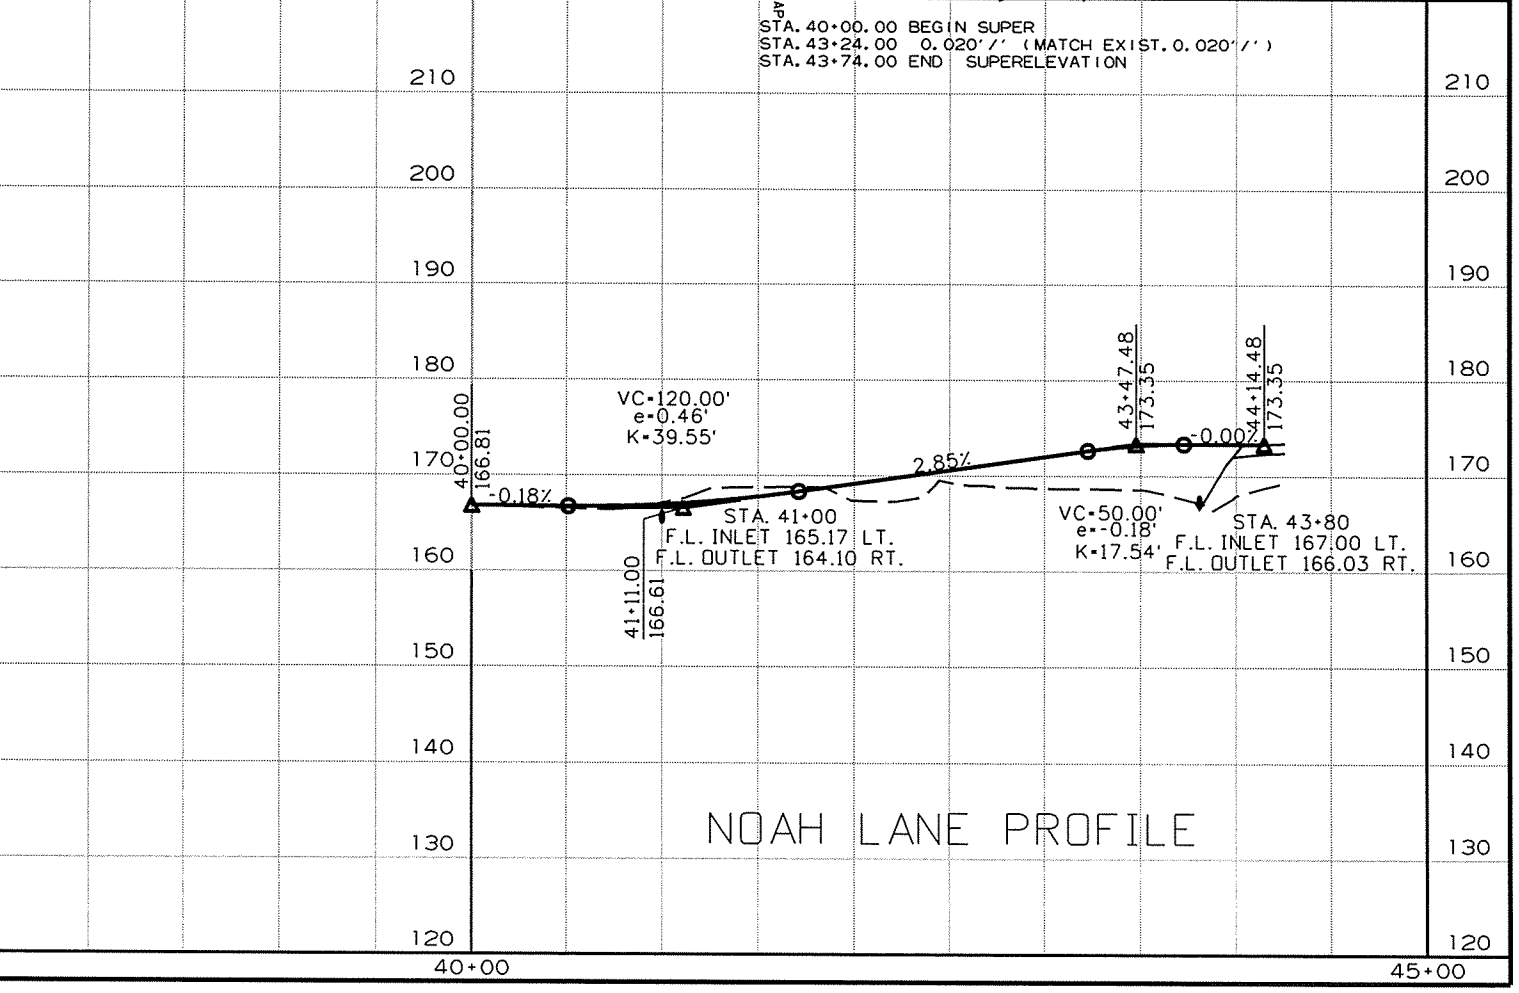 AP
STA. 40+00.00 BEGIN SUPER
STA. 43+24.00 0.020'/' (MATCH EXIST. 0.020'/')
STA. 43+74.00 END SUPERELEVATION
210
210
200
200
190
190
180
180
170
170
160
160
150
150
140
140
130
130
120
120
40+00.00
166.81
-0.18%
VC=120.00'
e=0.46'
K=39.55'
41+11.00
166.61
STA. 41+00
F.L. INLET 165.17 LT.
F.L. OUTLET 164.10 RT.
2.85%
43+47.48
173.35
-0.00%
44+14.48
173.35
VC=50.00'
e=-0.18'
K=17.54'
STA. 43+80
F.L. INLET 167.00 LT.
F.L. OUTLET 166.03 RT.
NOAH LANE PROFILE
40+00
45+00